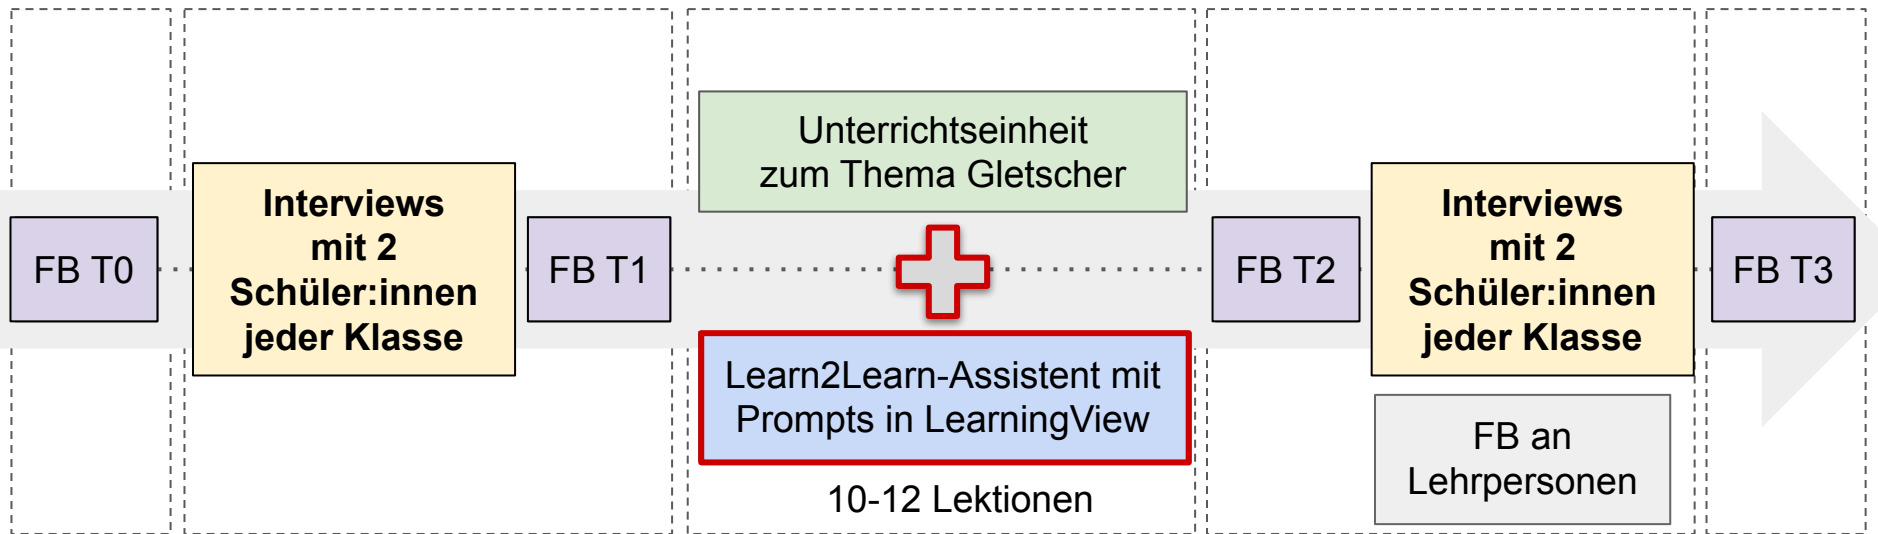 FB T0
Interviews
mit 2
Schüler:innen
jeder Klasse
FB T1
Unterrichtseinheit
zum Thema Gletscher
Learn2Learn-Assistent mit
Prompts in LearningView
10-12 Lektionen
FB T2
Interviews
mit 2
Schüler:innen
jeder Klasse
FB an
Lehrpersonen
FB T3